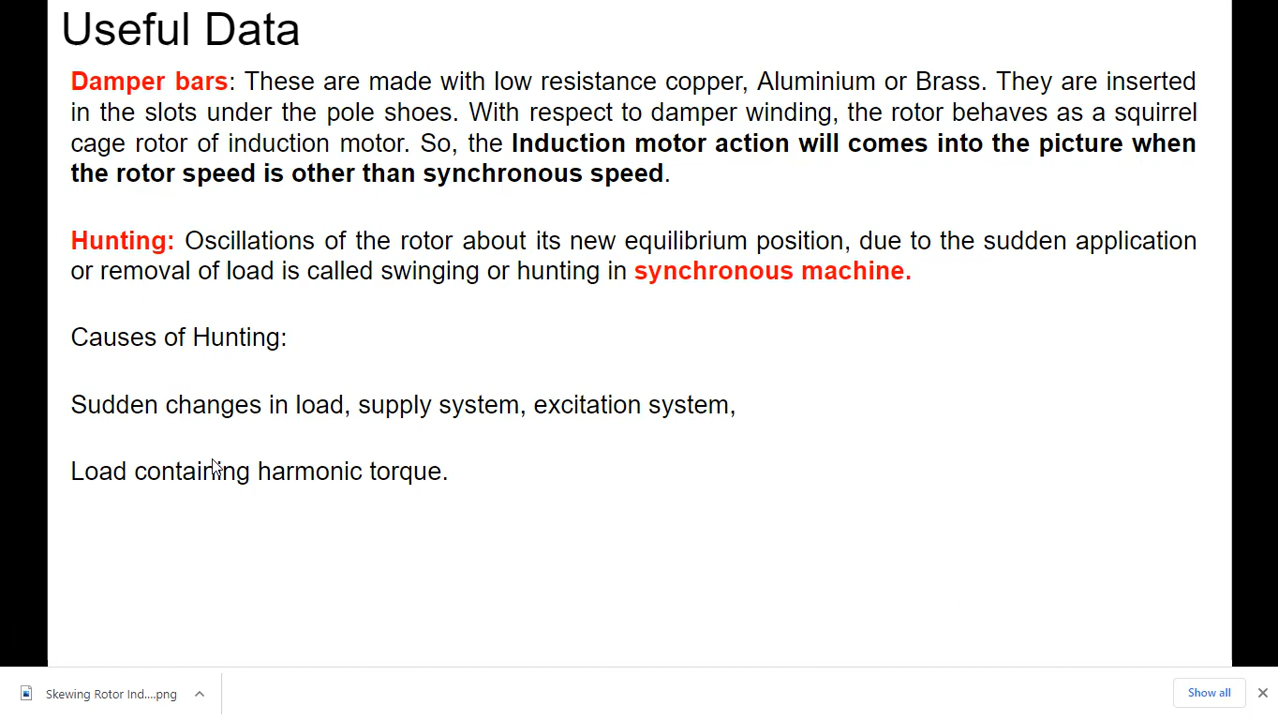 Useful Data
Damper bars: These are made with low resistance copper, Aluminium or Brass. They are inserted
in the slots under the pole shoes. With respect to damper winding, the rotor behaves as a squirrel
cage rotor of induction motor. So, the Induction motor action will comes into the picture when
the rotor speed is other than synchronous speed.
Hunting: Oscillations of the rotor about its new equilibrium position, due to the sudden application
or removal of load is called swinging or hunting in synchronous machine.
Causes of Hunting:
Sudden changes in load, supply system, excitation system,
Load containing harmonic torque.
Skewing Rotor Ind....png
Show all